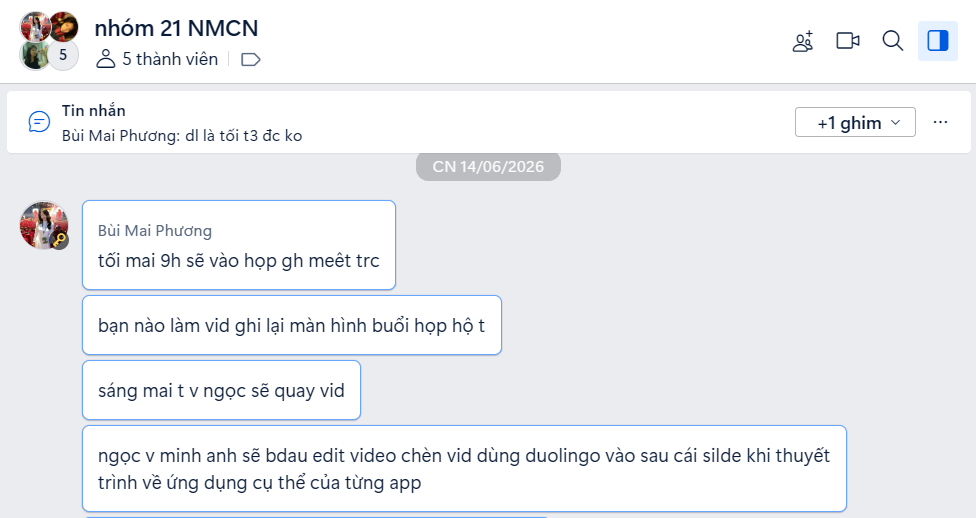 nhóm 21 NMCN
5
5 thành viên
Tin nhắn
Bùi Mai Phương: dl là tối t3 đc ko
+1 ghim
CN 14/06/2026
Bùi Mai Phương
tối mai 9h sẽ vào họp gh meêt trc
bạn nào làm vid ghi lại màn hình buổi họp hộ t
sáng mai t v ngọc sẽ quay vid
ngọc v minh anh sẽ bdau edit video chèn vid dùng duolingo vào sau cái silde khi thuyết
trình về ứng dụng cụ thể của từng app